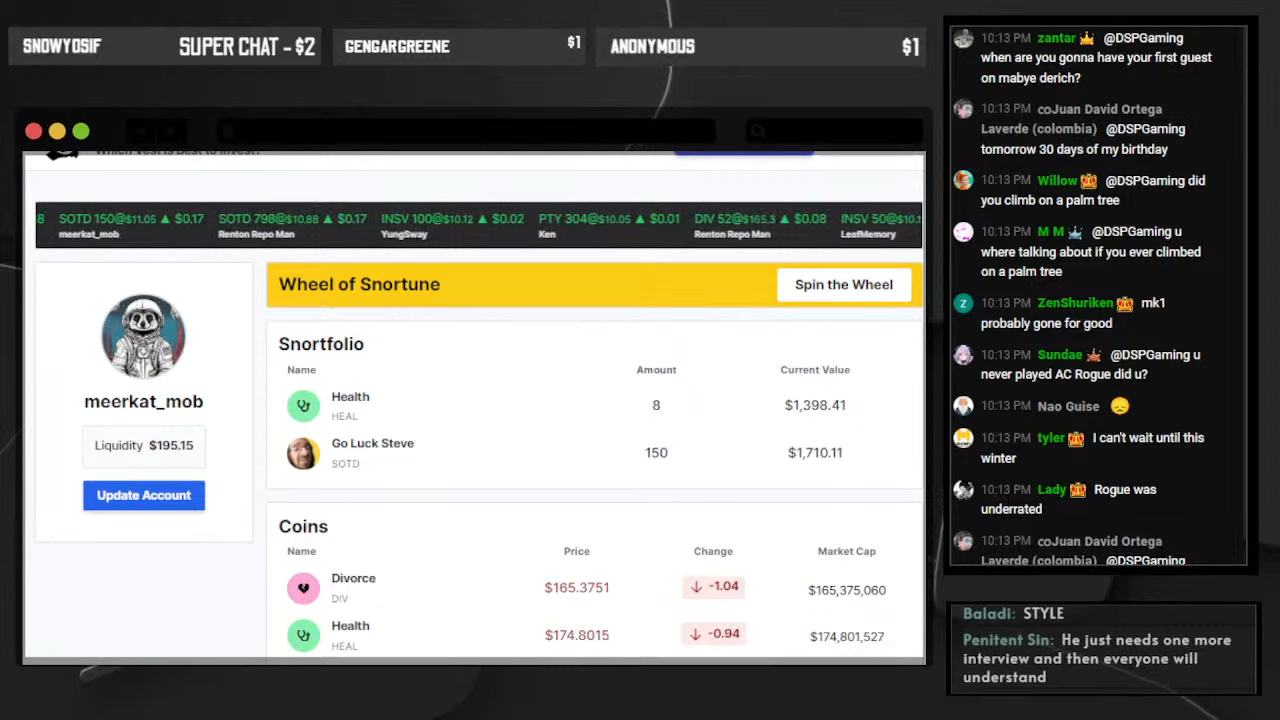 SNOWYOSIF SUPER CHAT - $2
GENGARGREENE $1
ANONYMOUS $1
Which Vest is Best to Invest?
8 SOTD 150@$11.05 ▲ $0.17 SOTD 798@$10.88 ▲ $0.17 INSV 100@$10.12 ▲ $0.02 PTY 304@$10.05 ▲ $0.01 DIV 52@$165.3 ▲ $0.08 INSV 50@$10.1
meerkat_mob Renton Repo Man YungSway Ken Renton Repo Man LeafMemory
meerkat_mob
Liquidity $195.15
Update Account
Wheel of Snortune Spin the Wheel
Snortfolio
Name Amount Current Value
Health 8 $1,398.41
HEAL
Go Luck Steve 150 $1,710.11
SOTD
Coins
Name Price Change Market Cap
Divorce $165.3751 ↓ -1.04 $165,375,060
DIV
Health $174.8015 ↓ -0.94 $174,801,527
HEAL
10:13 PM zantar @DSPGaming
when are you gonna have your first guest
on mabye derich?
10:13 PM coJuan David Ortega
Laverde (colombia) @DSPGaming
tomorrow 30 days of my birthday
10:13 PM Willow @DSPGaming did
you climb on a palm tree
10:13 PM M M @DSPGaming u
where talking about if you ever climbed
on a palm tree
10:13 PM ZenShuriken mk1
probably gone for good
10:13 PM Sundae @DSPGaming u
never played AC Rogue did u?
10:13 PM Nao Guise 😞
10:13 PM tyler I can't wait until this
winter
10:13 PM Lady Rogue was
underrated
10:13 PM coJuan David Ortega
Laverde (colombia) @DSPGaming
Baladi: STYLE
Penitent Sin: He just needs one more
interview and then everyone will
understand